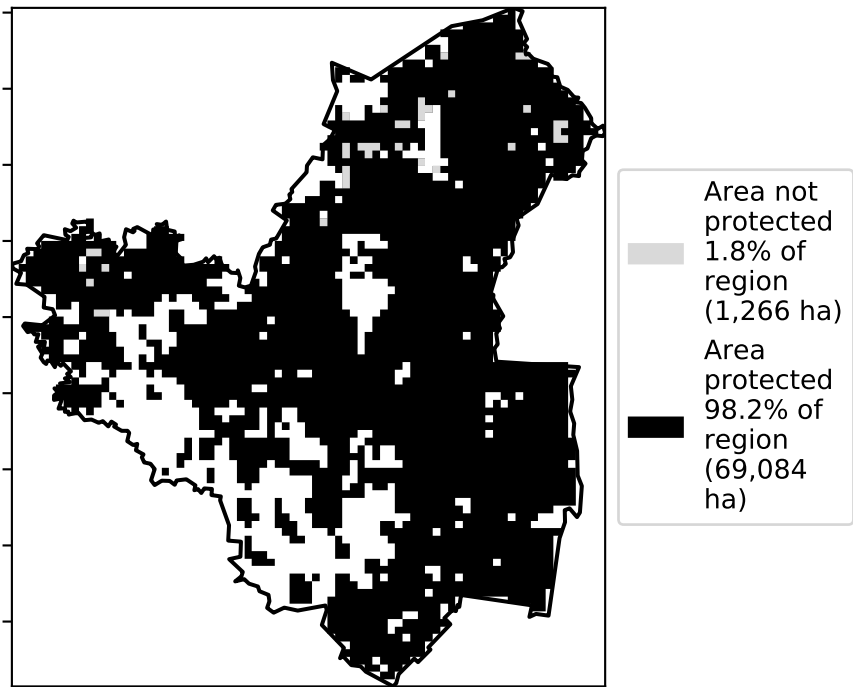 Area not
protected
1.8% of
region
(1,266 ha)
Area
protected
98.2% of
region
(69,084
ha)